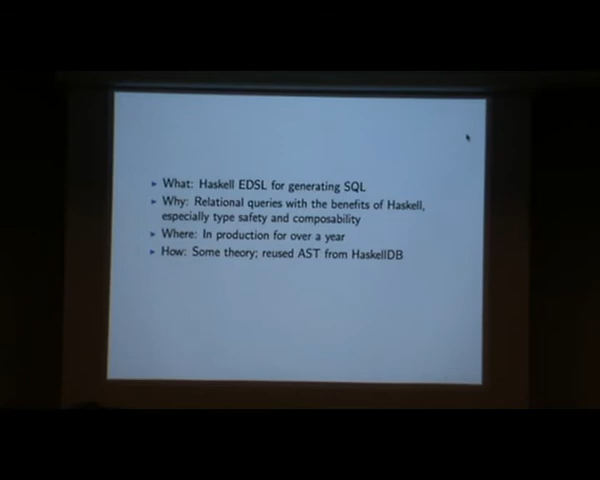 ▸ What: Haskell EDSL for generating SQL
▸ Why: Relational queries with the benefits of Haskell,
especially type safety and composability
▸ Where: In production for over a year
▸ How: Some theory; reused AST from HaskellDB